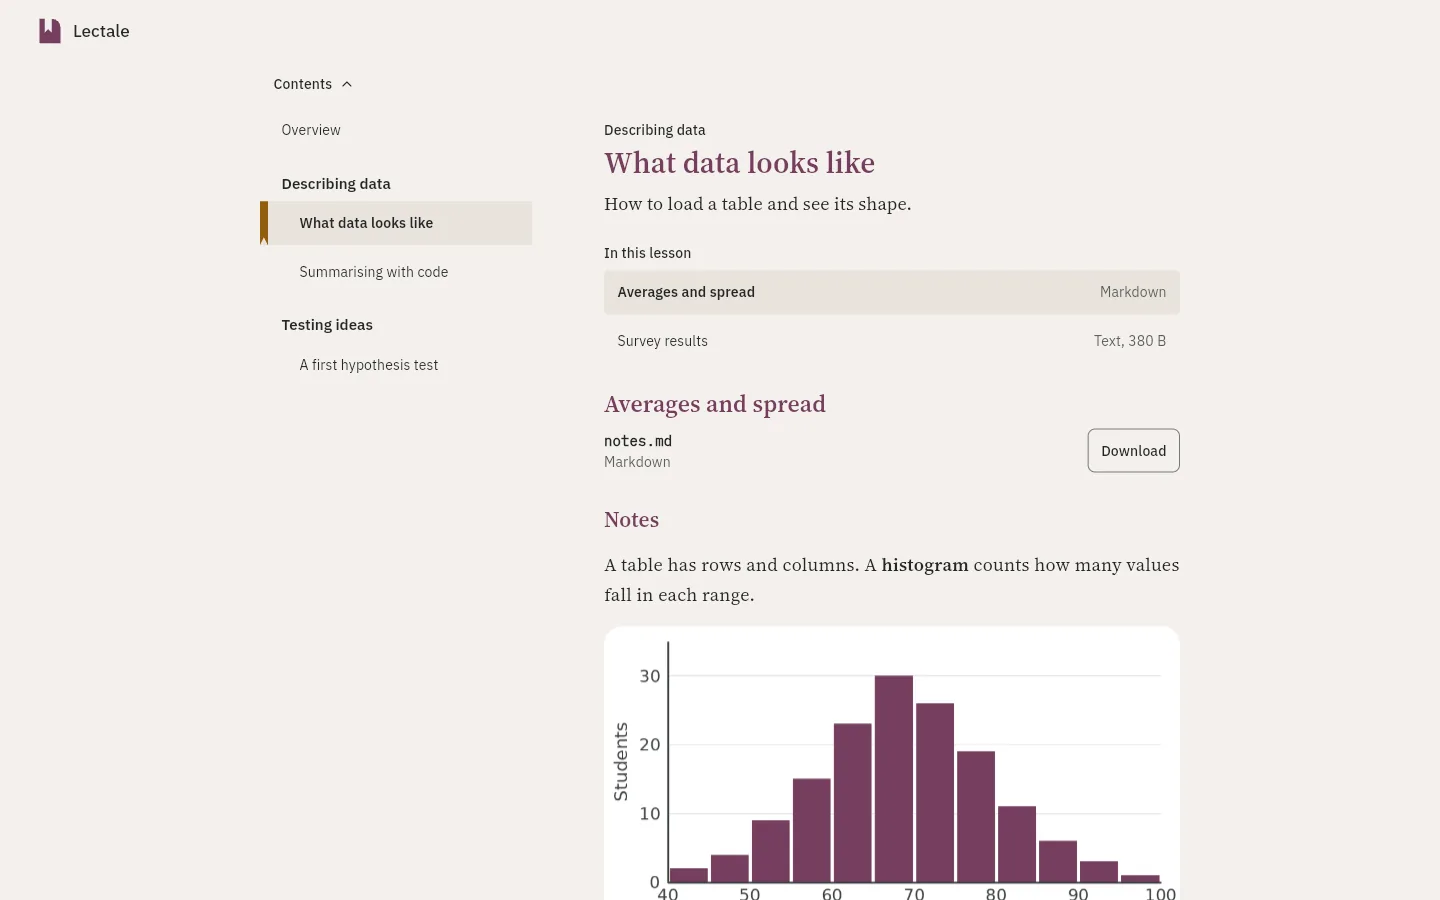 Lectale
Contents
Overview
Describing data
What data looks like
Summarising with code
Testing ideas
A first hypothesis test
Describing data
What data looks like
How to load a table and see its shape.
In this lesson
Averages and spread Markdown
Survey results Text, 380 B
Averages and spread
notes.md
Markdown
Download
Notes
A table has rows and columns. A histogram counts how many values
fall in each range.
30
20
10
0
Students
40 50 60 70 80 90 100